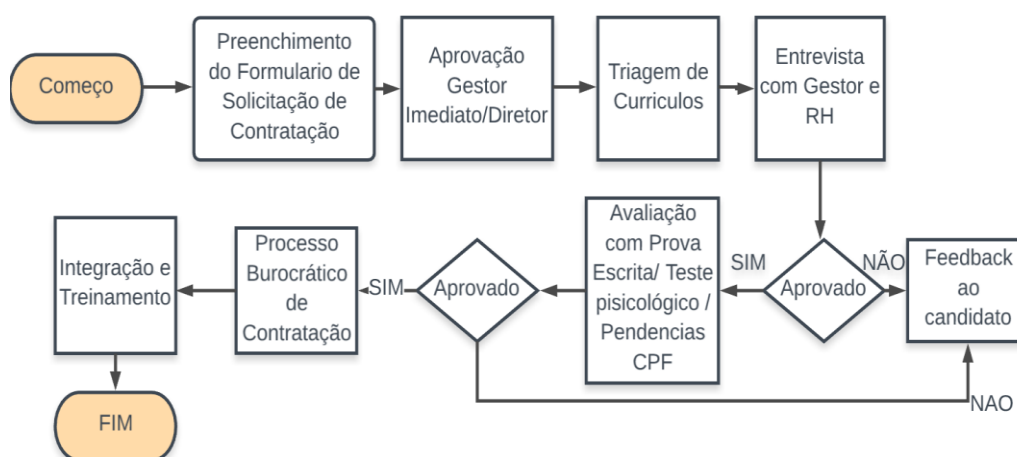 Começo
Preenchimento
do Formulario de
Solicitação de
Contratação
Aprovação
Gestor
Imediato/Diretor
Triagem de
Curriculos
Entrevista
com Gestor e
RH
Integração e
Treinamento
Processo
Burocrático
de
Contratação
SIM
Aprovado
Avaliação
com Prova
Escrita/ Teste
pisicológico /
Pendencias
CPF
SIM
Aprovado
NÃO
Feedback
ao
candidato
NAO
FIM